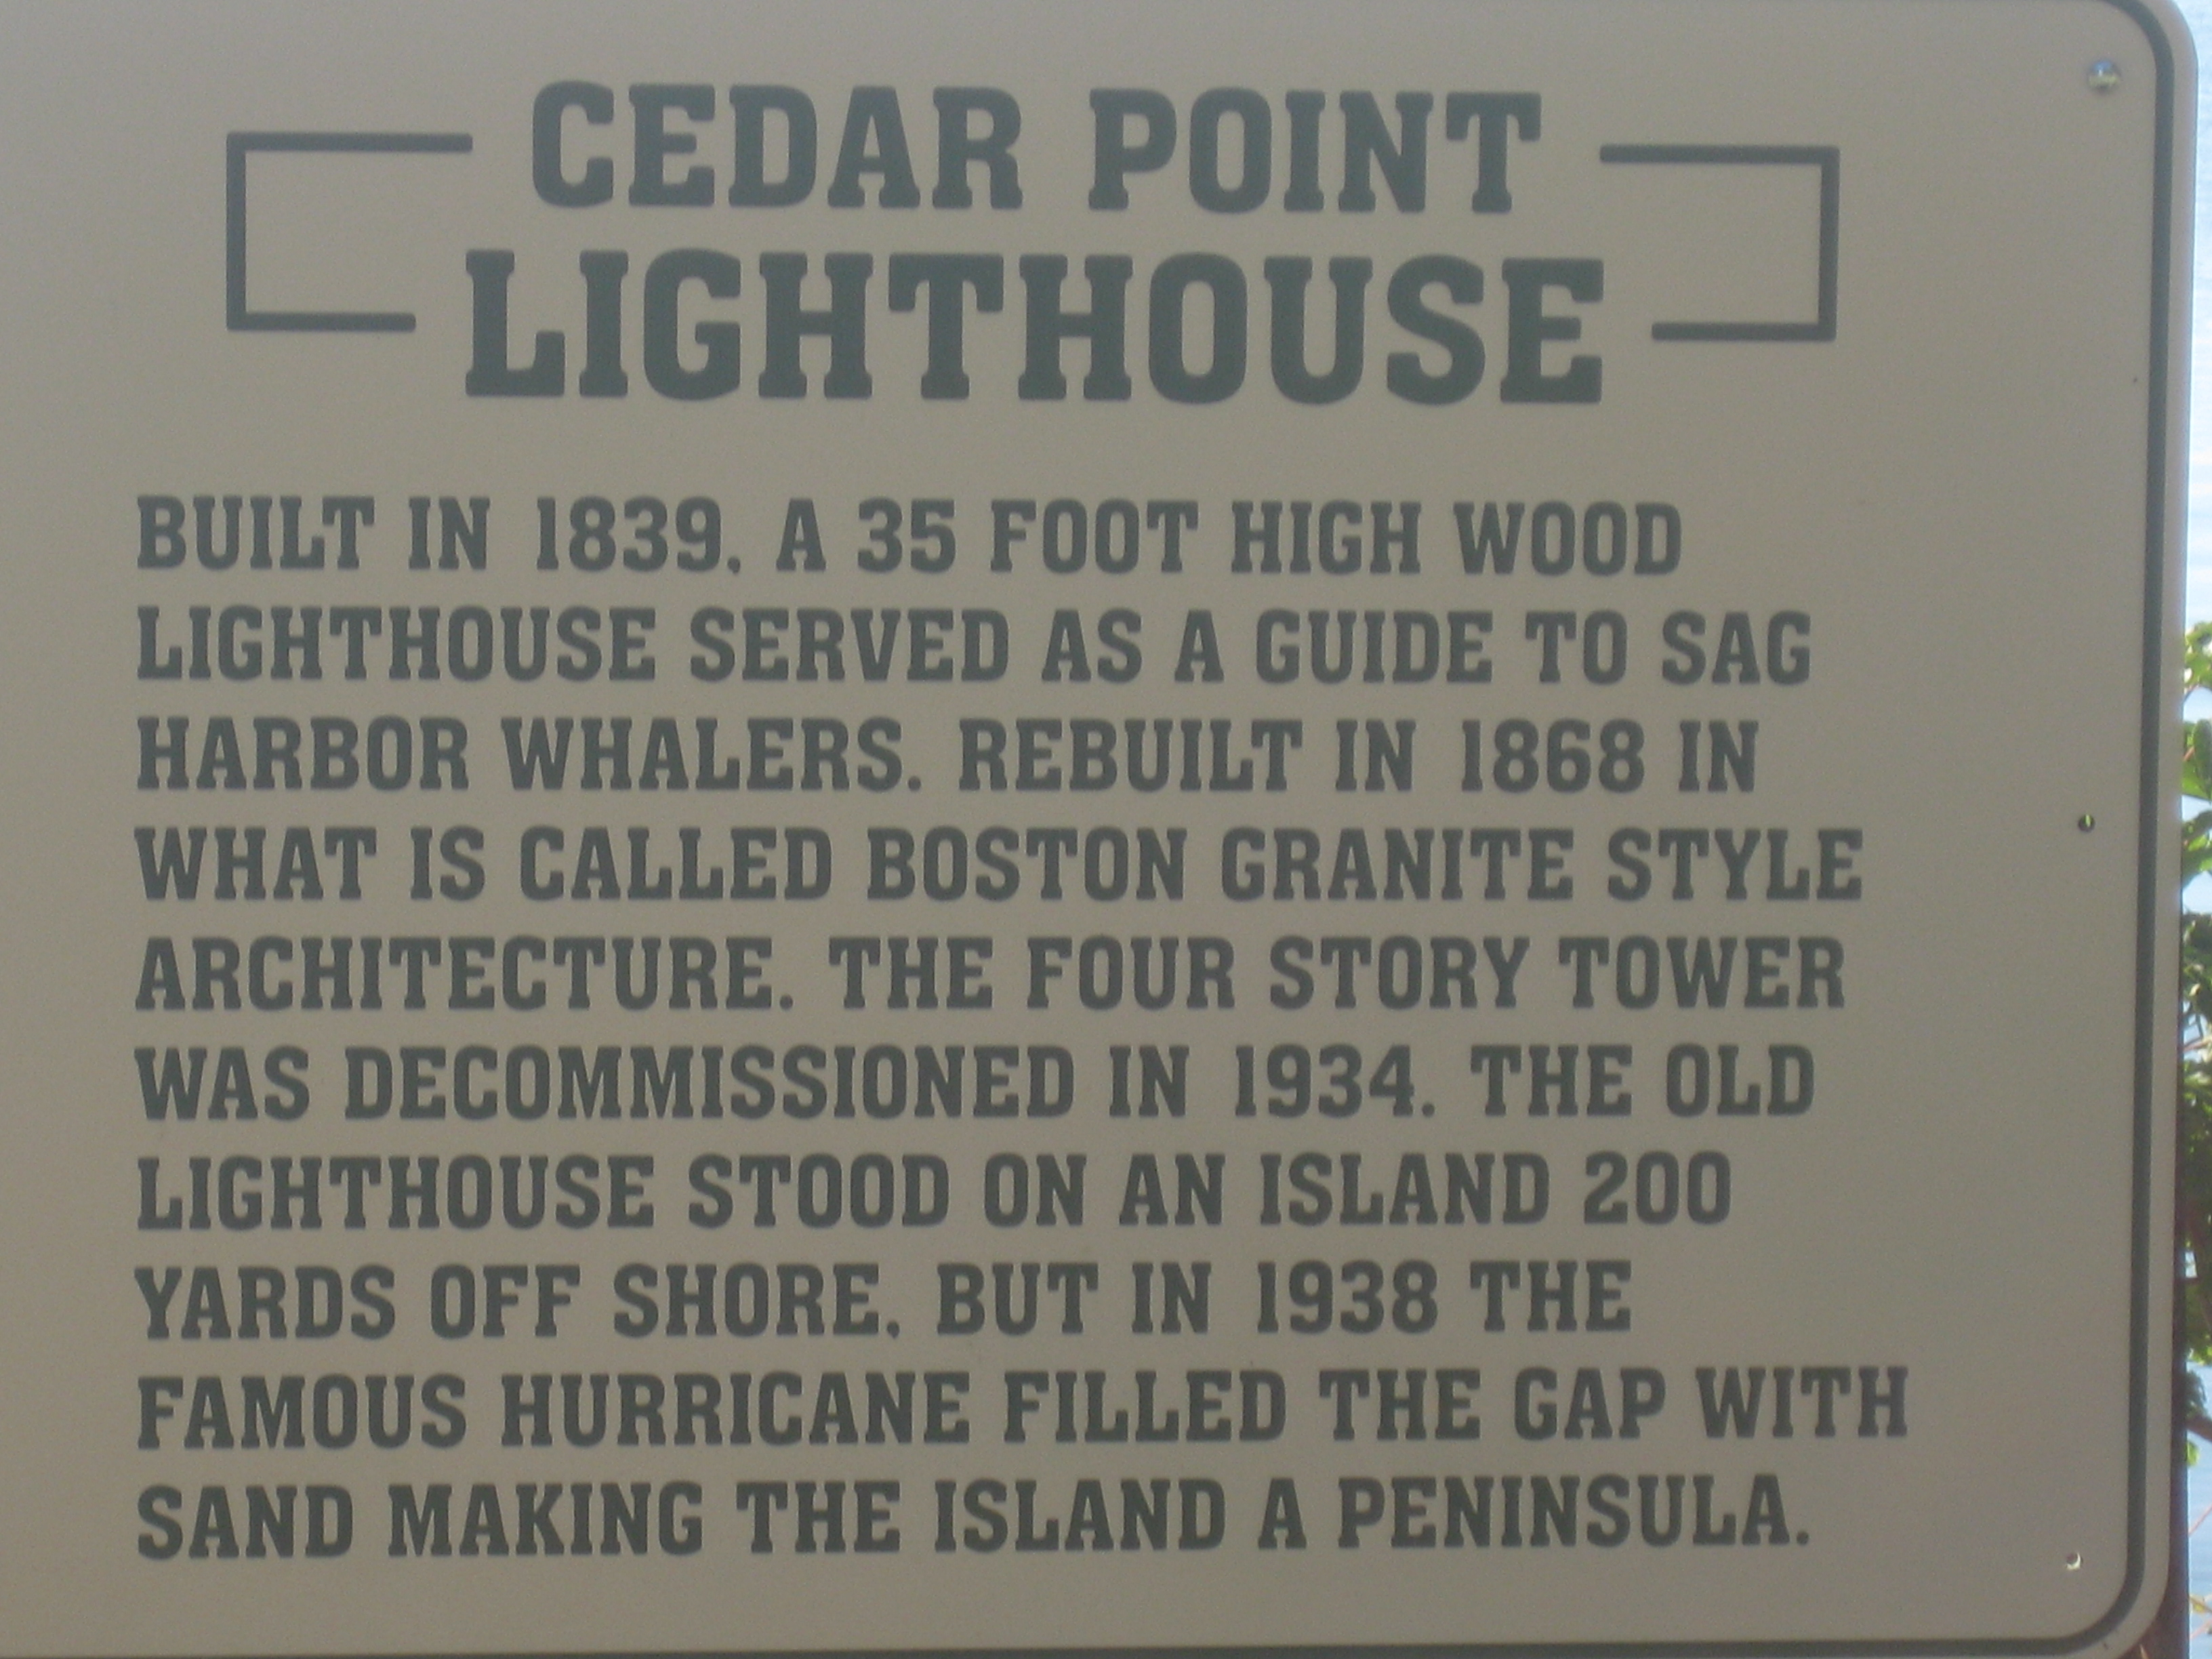 CEDAR POINT
LIGHTHOUSE
BUILT IN 1839, A 35 FOOT HIGH WOOD
LIGHTHOUSE SERVED AS A GUIDE TO SAG
HARBOR WHALERS. REBUILT IN 1868 IN
WHAT IS CALLED BOSTON GRANITE STYLE
ARCHITECTURE. THE FOUR STORY TOWER
WAS DECOMMISSIONED IN 1934. THE OLD
LIGHTHOUSE STOOD ON AN ISLAND 200
YARDS OFF SHORE, BUT IN 1938 THE
FAMOUS HURRICANE FILLED THE GAP WITH
SAND MAKING THE ISLAND A PENINSULA.